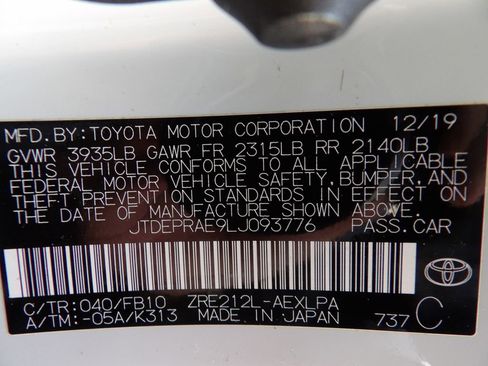 MFD.BY:TOYOTA MOTOR CORPORATION 12/19
GVWR 3935LB GAWR FR 2315LB RR 2140LB
THIS VEHICLE CONFORMS TO ALL APPLICABLE
FEDERAL MOTOR VEHICLE SAFETY, BUMPER, AND
THEFT PREVENTION STANDARDS IN EFFECT ON
THE DATE OF MANUFACTURE SHOWN ABOVE.
JTDEPRAE9LJ093776 PASS.CAR
C/TR:040/FB10 ZRE212L-AEXLPA
A/TM:-05A/K313 MADE IN JAPAN 737 C